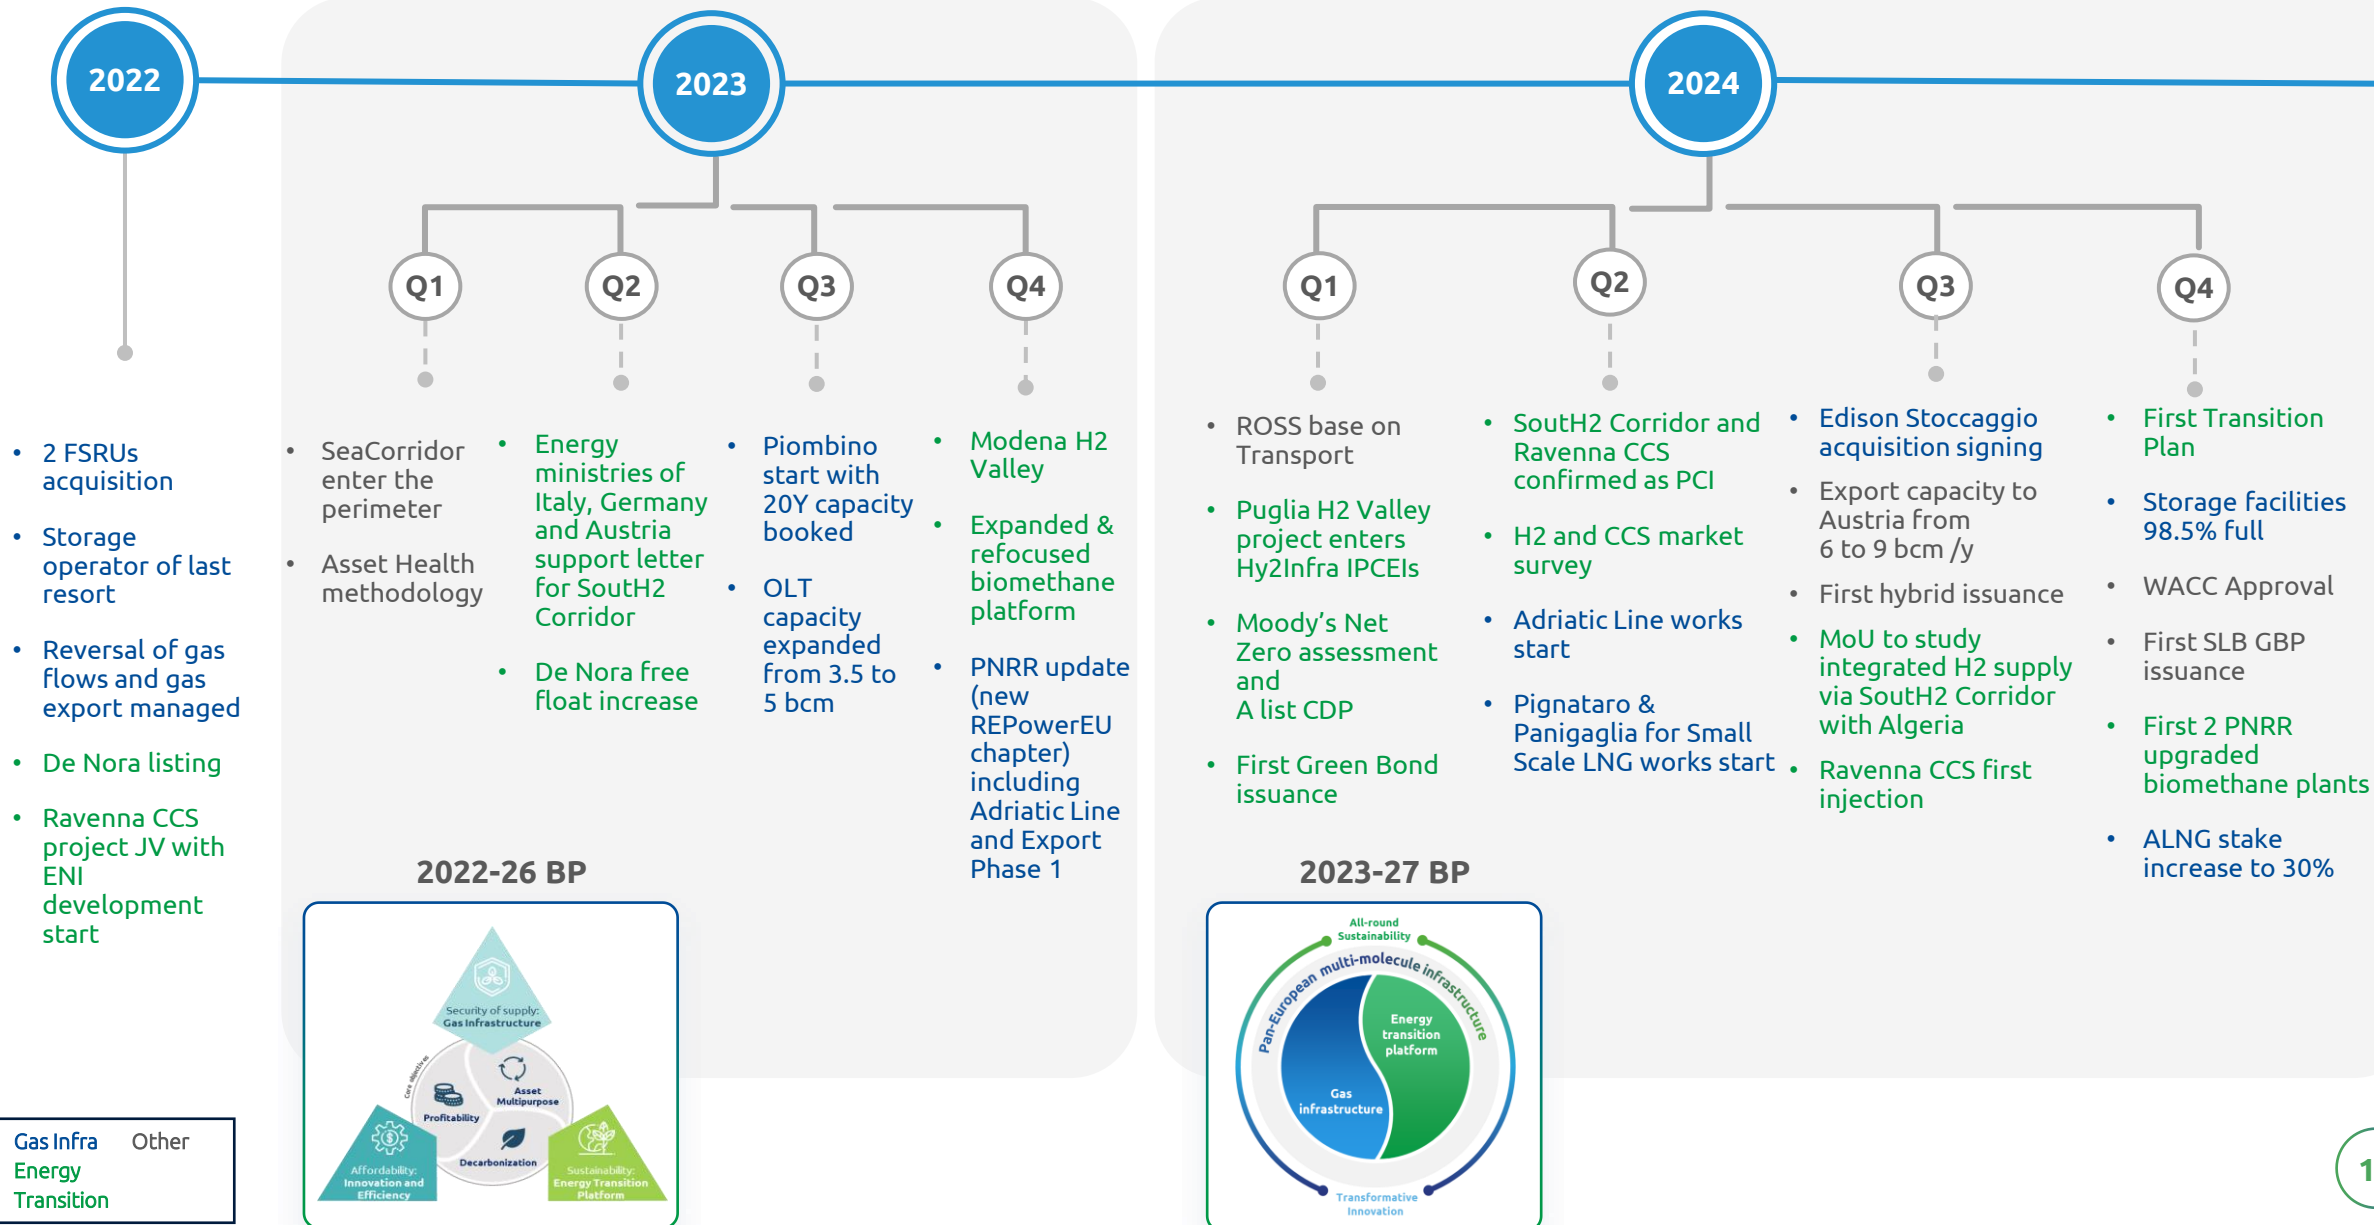 2022
2023
2024
Q1
Q2
Q3
Q4
Q1
Q2
Q3
Q4
• 2 FSRUs
acquisition
• Storage
operator of last
resort
• Reversal of gas
flows and gas
export managed
• De Nora listing
• Ravenna CCS
project JV with
ENI
development
start
• SeaCorridor
enter the
perimeter
• Asset Health
methodology
• Energy
ministries of
Italy, Germany
and Austria
support letter
for SoutH2
Corridor
• De Nora free
float increase
• Piombino
start with
20Y capacity
booked
• OLT
capacity
expanded
from 3.5 to
5 bcm
• Modena H2
Valley
• Expanded &
refocused
biomethane
platform
• PNRR update
(new
REPowerEU
chapter)
including
Adriatic Line
and Export
Phase 1
• ROSS base on
Transport
• Puglia H2 Valley
project enters
Hy2Infra IPCEIs
• Moody's Net
Zero assessment
and
A list CDP
• First Green Bond
issuance
• SoutH2 Corridor and
Ravenna CCS
confirmed as PCI
• H2 and CCS market
survey
• Adriatic Line works
start
• Pignataro &
Panigaglia for Small
Scale LNG works start
• Edison Stoccaggio
acquisition signing
• Export capacity to
Austria from
6 to 9 bcm /y
• First hybrid issuance
• MoU to study
integrated H2 supply
via SoutH2 Corridor
with Algeria
• Ravenna CCS first
injection
• First Transition
Plan
• Storage facilities
98.5% full
• WACC Approval
• First SLB GBP
issuance
• First 2 PNRR
upgraded
biomethane plants
• ALNG stake
increase to 30%
2022-26 BP
Security of supply:
Gas Infrastructure
Core objectives
Asset
Multipurpose
Profitability
Decarbonization
Affordability:
Innovation and
Efficiency
Sustainability:
Energy Transition
Platform
2023-27 BP
All-round
Sustainability
Pan-European multi-molecule infrastructure
Energy
transition
platform
Gas
infrastructure
Transformative
Innovation
Gas Infra Other
Energy
Transition
1